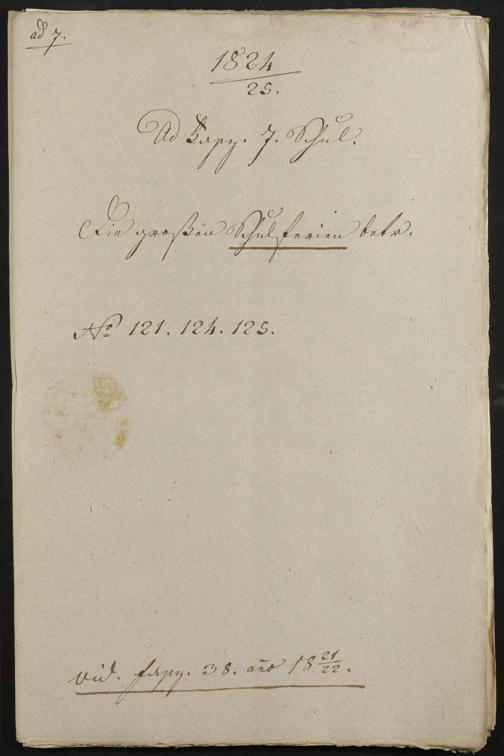 ad 7.
1824
25.
Ad Fasz. 7. Schul.
Die großen Schulferien betr.
No 121. 124. 125.
vid. fasz. 38. año 18 21/22.